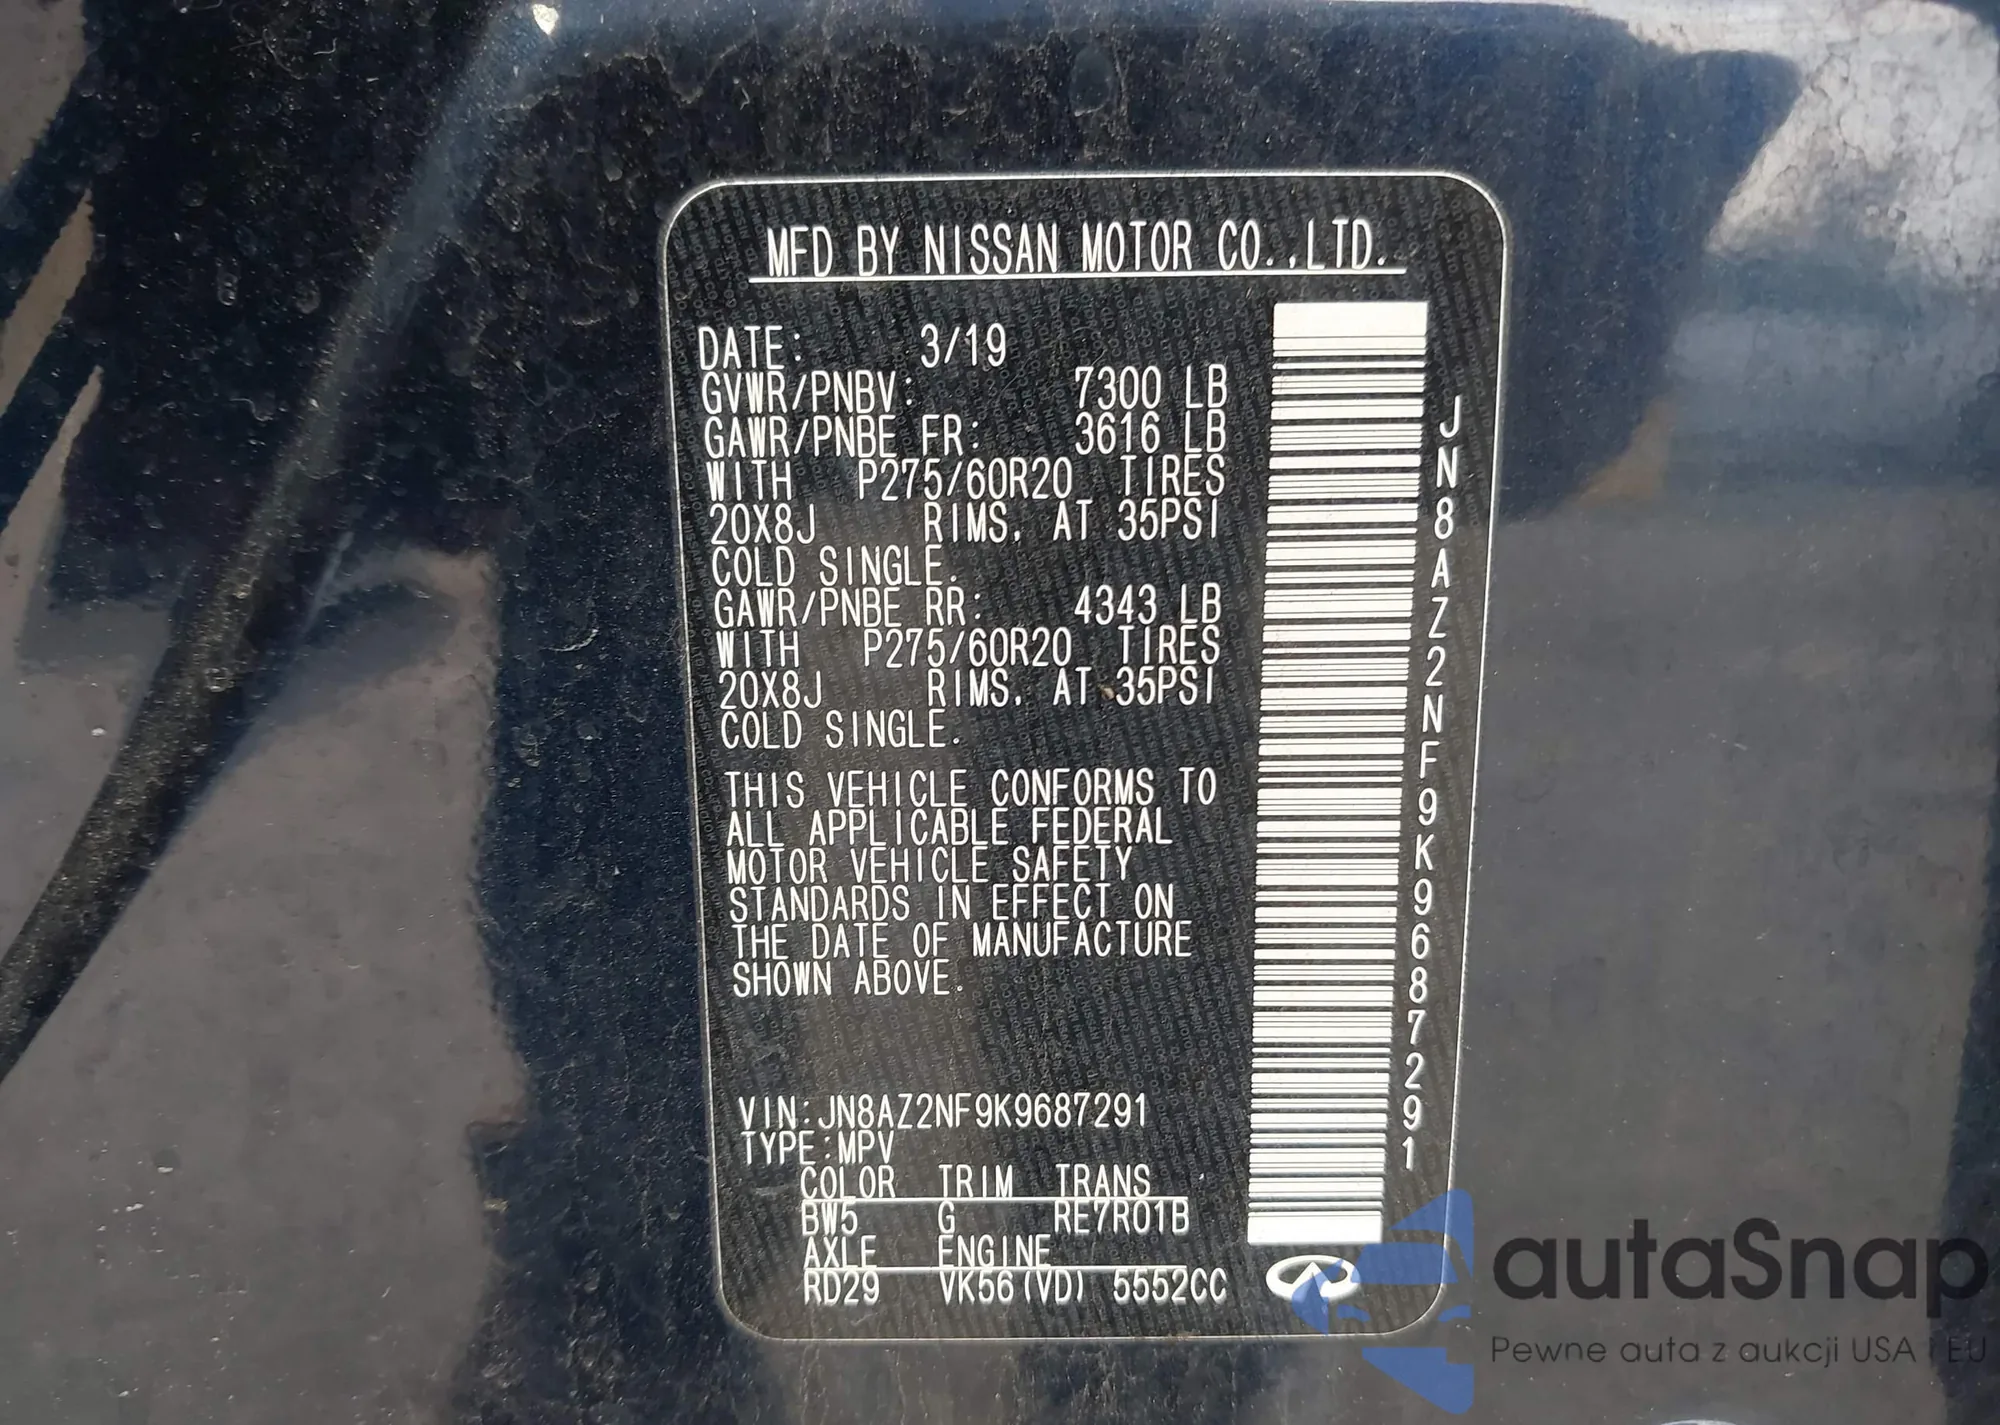 MFD BY NISSAN MOTOR CO.,LTD.
DATE: 3/19
GVWR/PNBV: 7300 LB
GAWR/PNBE FR: 3616 LB
WITH P275/60R20 TIRES
20X8J RIMS. AT 35PSI
COLD SINGLE.
GAWR/PNBE RR: 4343 LB
WITH P275/60R20 TIRES
20X8J RIMS. AT 35PSI
COLD SINGLE.
THIS VEHICLE CONFORMS TO
ALL APPLICABLE FEDERAL
MOTOR VEHICLE SAFETY
STANDARDS IN EFFECT ON
THE DATE OF MANUFACTURE
SHOWN ABOVE.
VIN:JN8AZ2NF9K9687291
TYPE:MPV
COLOR TRIM TRANS
BW5 G RE7R01B
AXLE ENGINE
RD29 VK56(VD) 5552CC
JN8AZ2NF9K9687291
autaSnap
Pewne auta z aukcji USA i EU